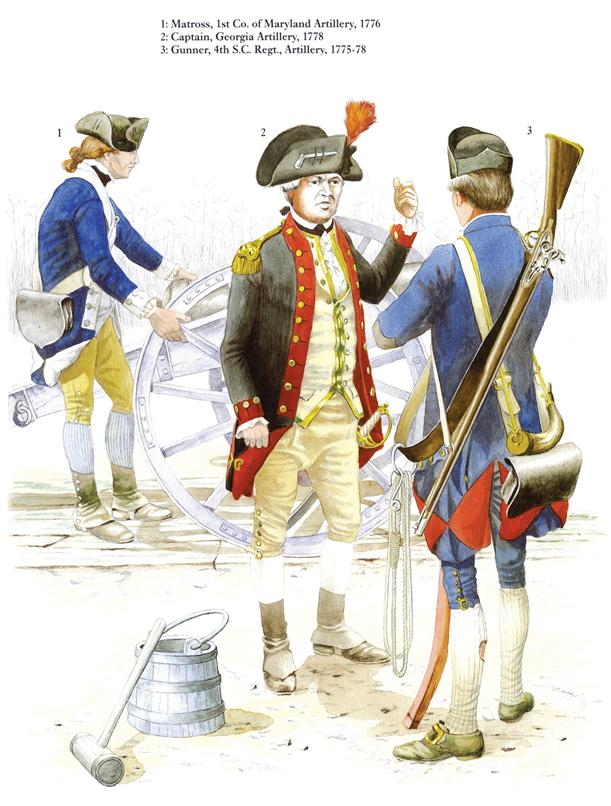 1: Matross, 1st Co. of Maryland Artillery, 1776
2: Captain, Georgia Artillery, 1778
3: Gunner, 4th S.C. Regt., Artillery, 1775-78
1
2
3